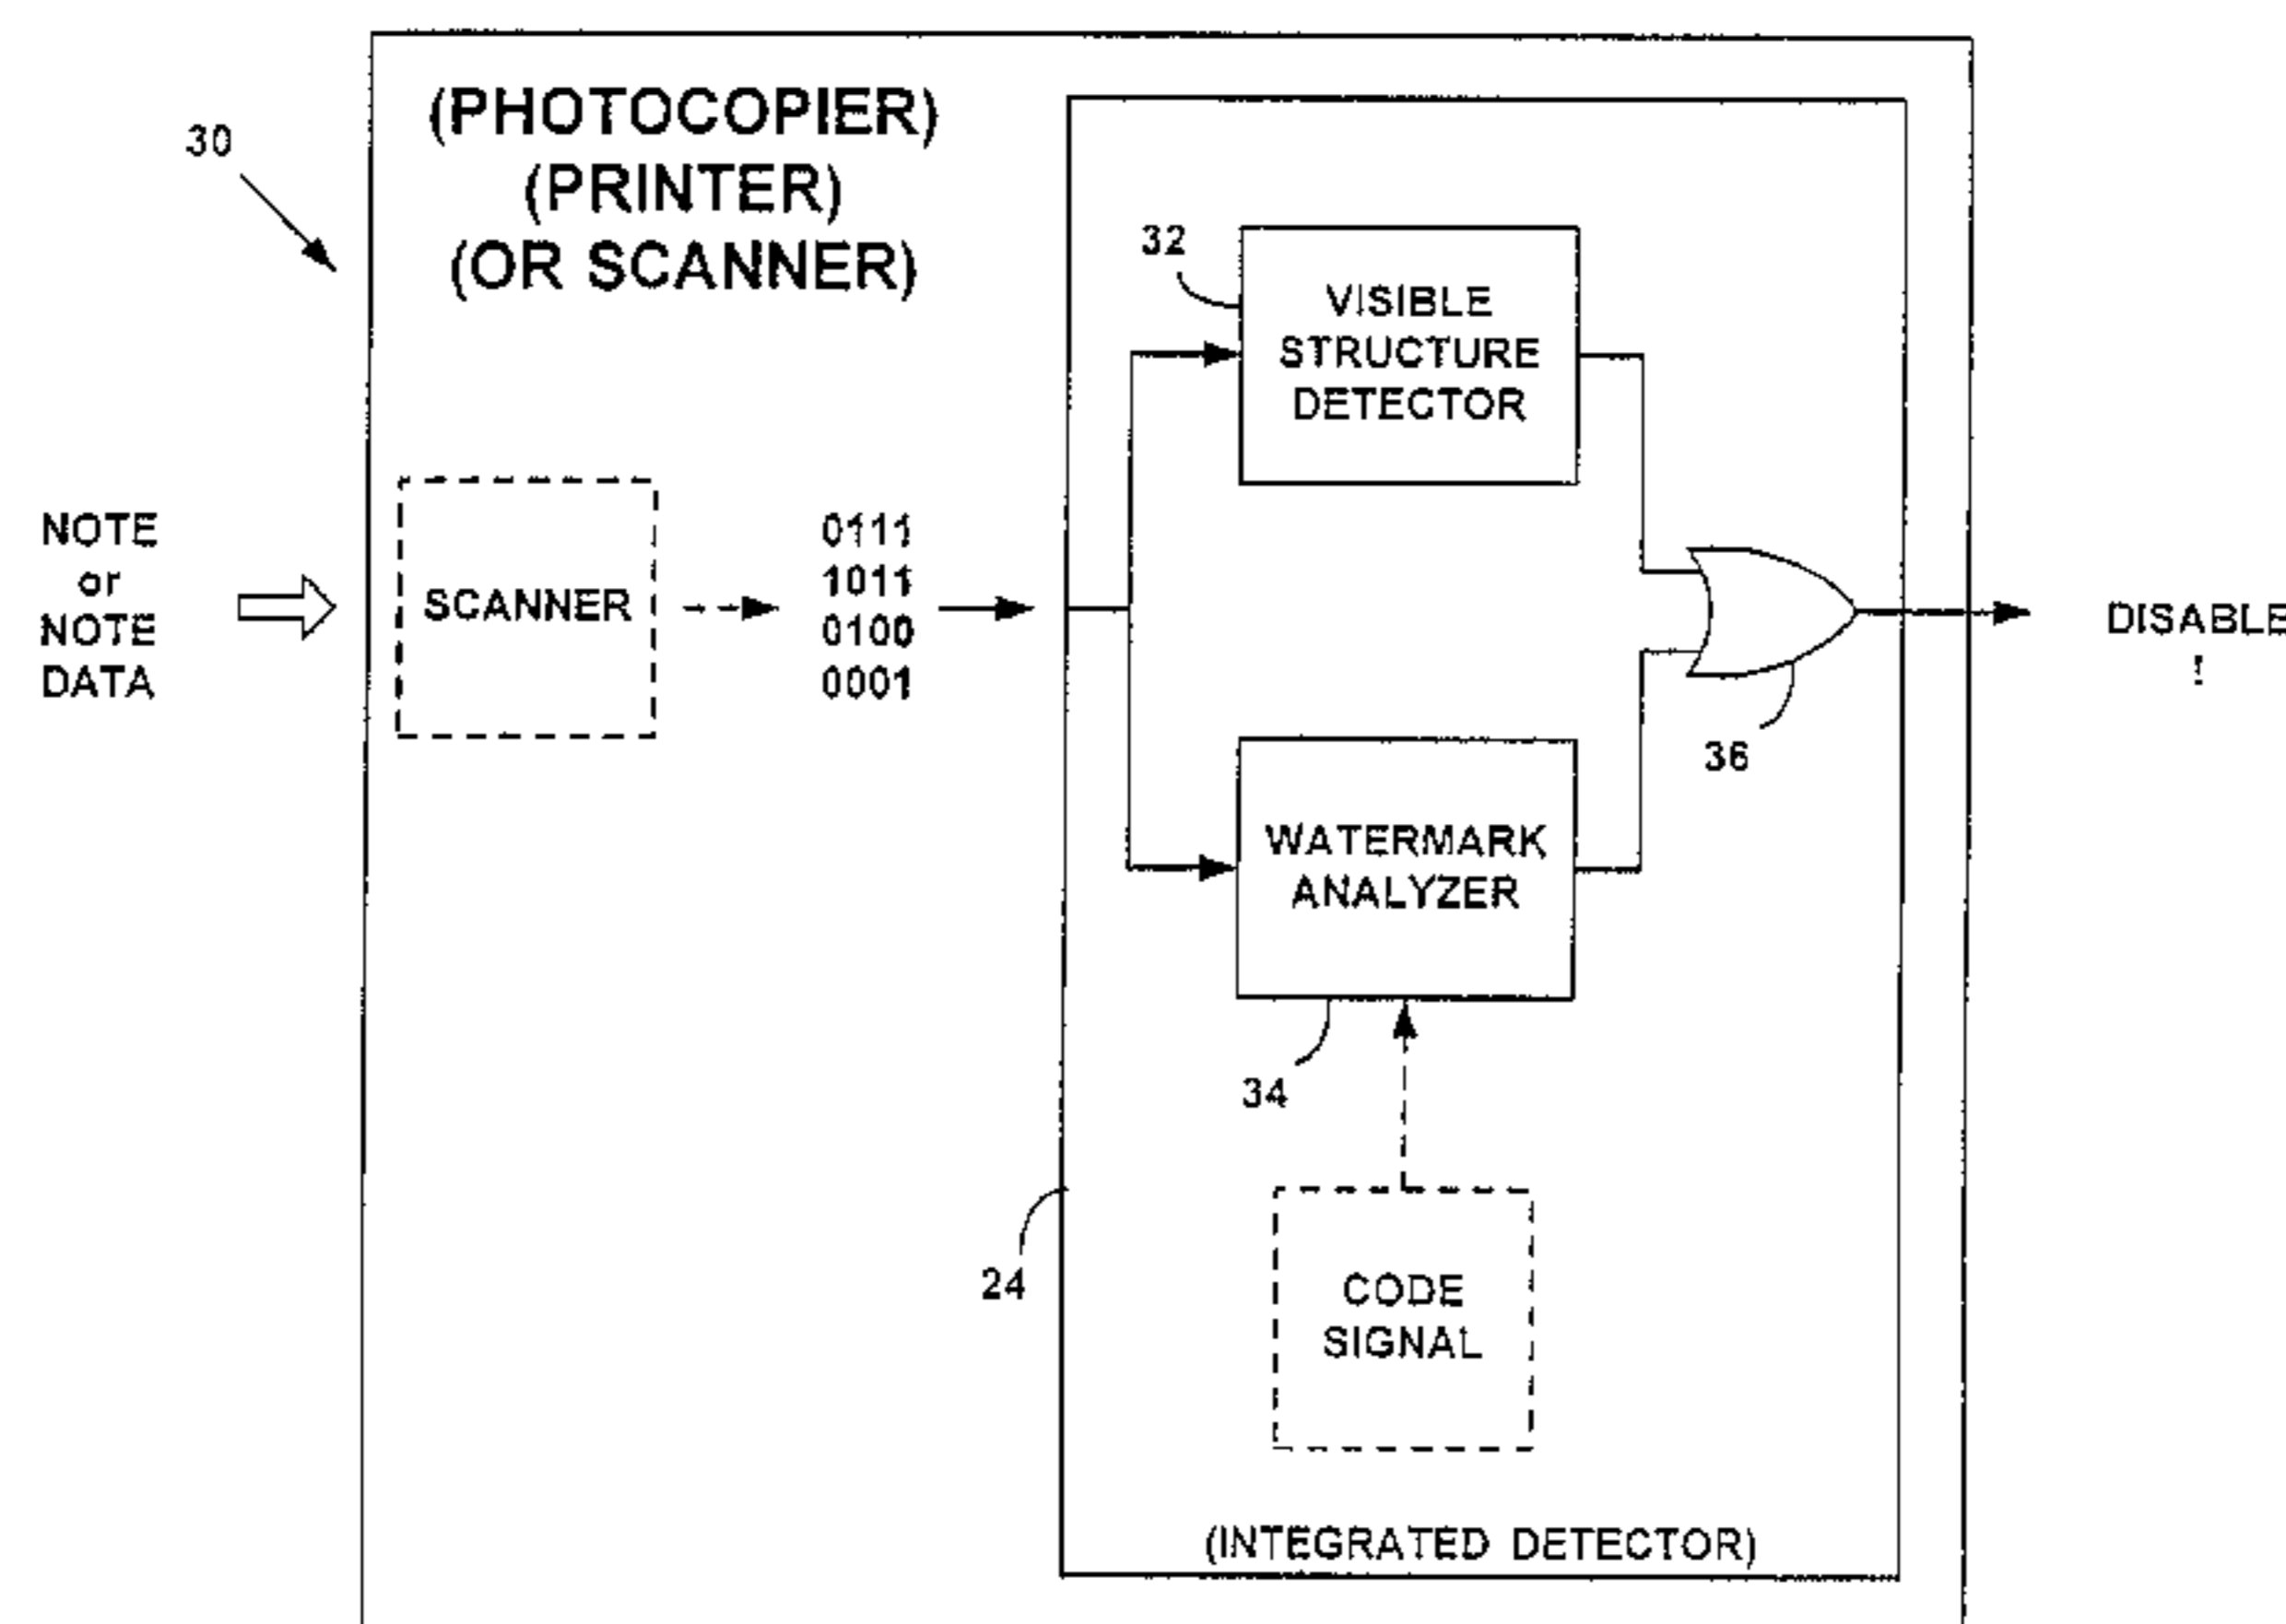 (PHOTOCOPIER)
(PRINTER)
(OR SCANNER)
30
NOTE
or
NOTE
DATA
SCANNER
0111
1011
0100
0001
32
VISIBLE
STRUCTURE
DETECTOR
36
DISABLE
!
WATERMARK
ANALYZER
34
24
CODE
SIGNAL
(INTEGRATED DETECTOR)